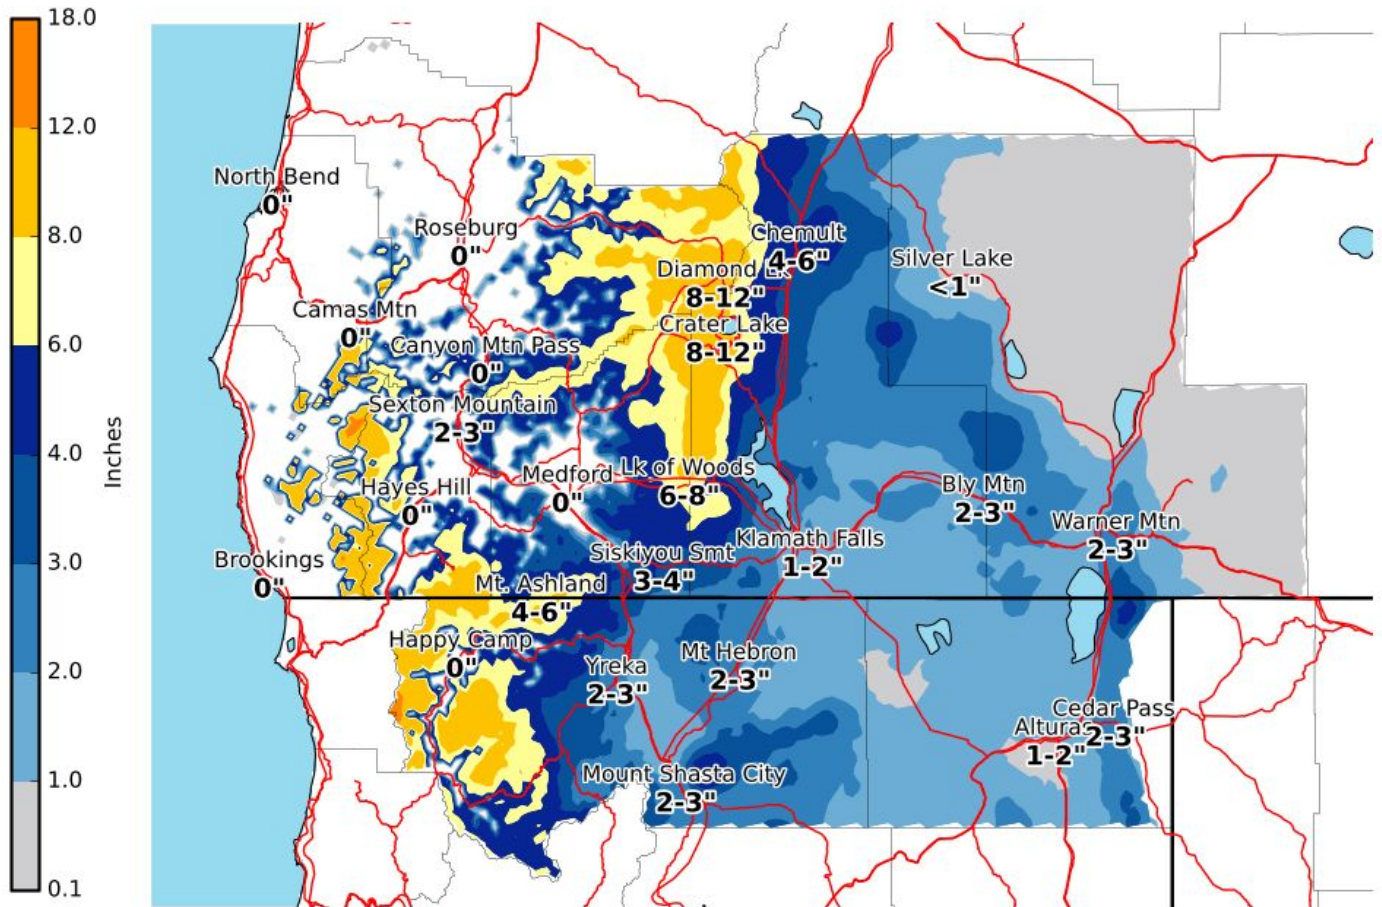 18.0
12.0
8.0
6.0
4.0
3.0
2.0
1.0
0.1
Inches
North Bend
0"
Roseburg
0"
Chemult
4-6"
Silver Lake
<1"
Diamond Lk
8-12"
Camas Mtn
0"
Crater Lake
8-12"
Canyon Mtn Pass
0"
Sexton Mountain
2-3"
Medford
0"
Lk of Woods
6-8"
Hayes Hill
0"
Bly Mtn
2-3"
Warner Mtn
2-3"
Brookings
0"
Siskiyou Smt
3-4"
Klamath Falls
1-2"
Mt. Ashland
4-6"
Happy Camp
0"
Yreka
2-3"
Mt Hebron
2-3"
Cedar Pass
2-3"
Alturas
1-2"
Mount Shasta City
2-3"